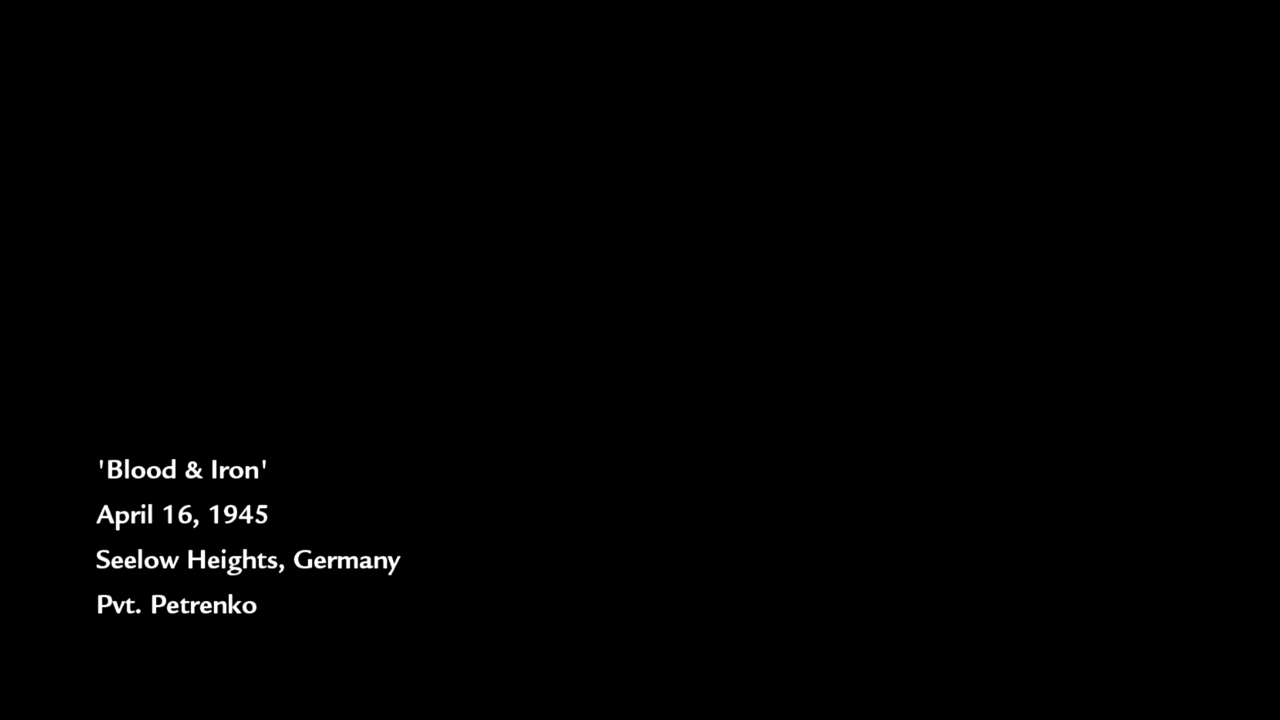 'Blood & Iron'
April 16, 1945
Seelow Heights, Germany
Pvt. Petrenko